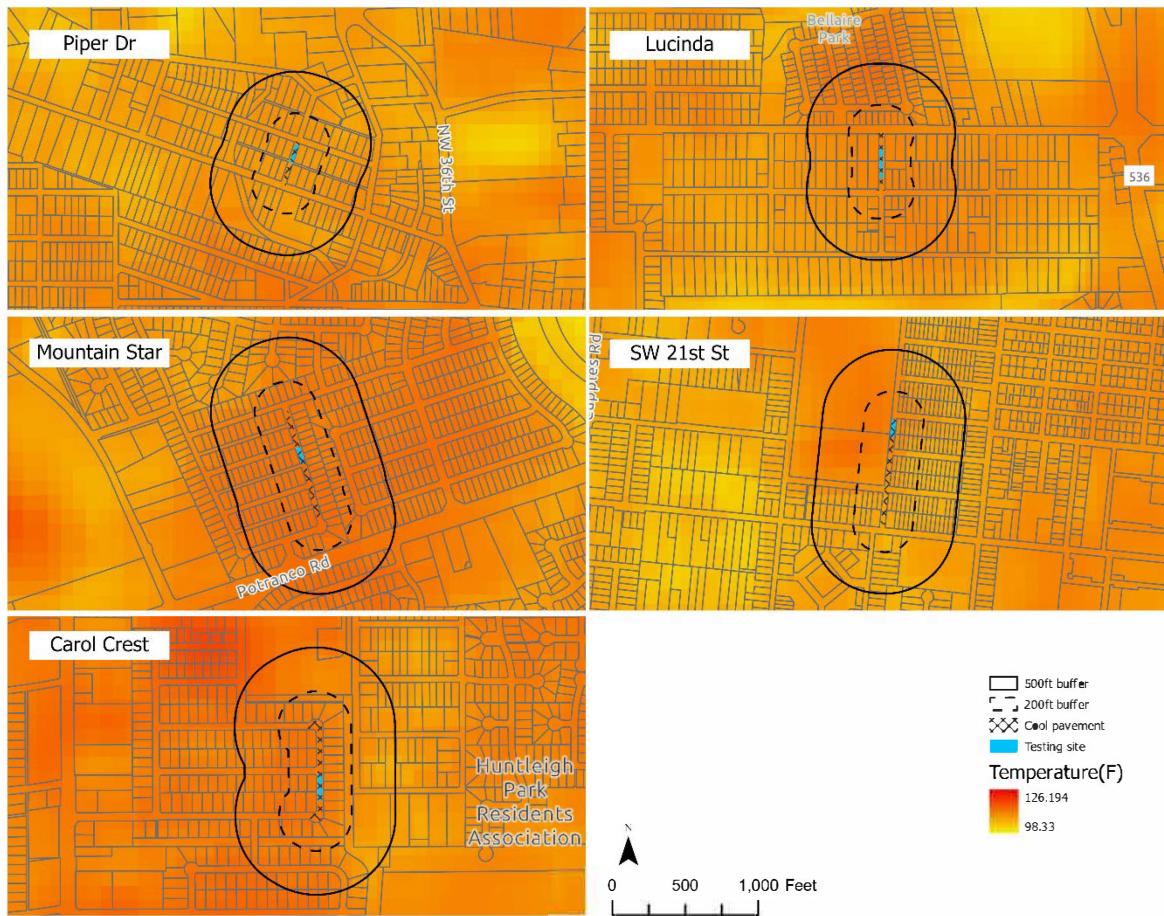 Piper Dr
NW 36th St
Bellaire
Park
Lucinda
536
Mountain Star
Potranco Rd
SW 21st St
Cupples Rd
Carol Crest
Huntleigh
Park
Residents
Association
500ft buffer
200ft buffer
Cool pavement
Testing site
Temperature(F)
126.194
98.33
N
0 500 1,000 Feet